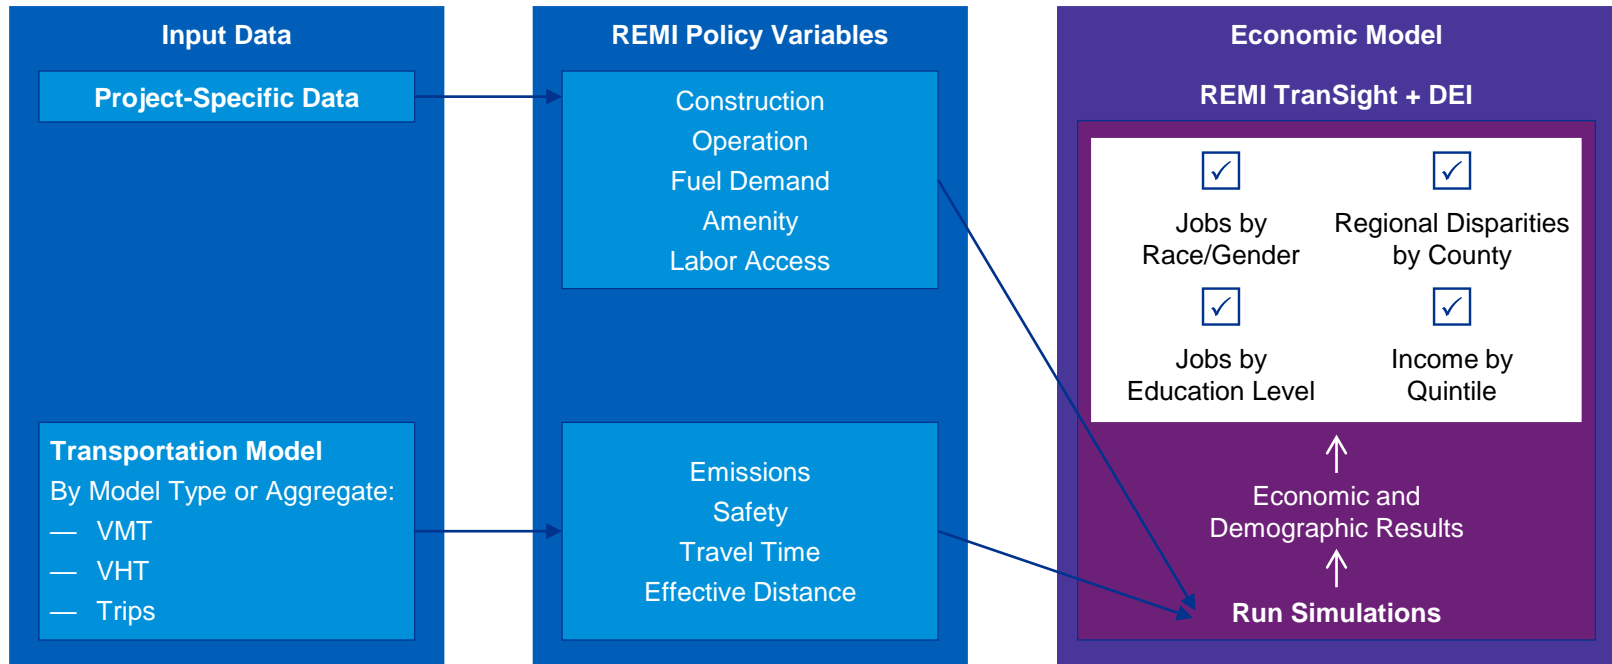 Input Data
Project-Specific Data
Transportation Model
By Model Type or Aggregate:
— VMT
— VHT
— Trips
REMI Policy Variables
Construction
Operation
Fuel Demand
Amenity
Labor Access
Emissions
Safety
Travel Time
Effective Distance
Economic Model
REMI TranSight + DEI
Jobs by
Race/Gender
Regional Disparities
by County
Jobs by
Education Level
Income by
Quintile
Economic and
Demographic Results
Run Simulations